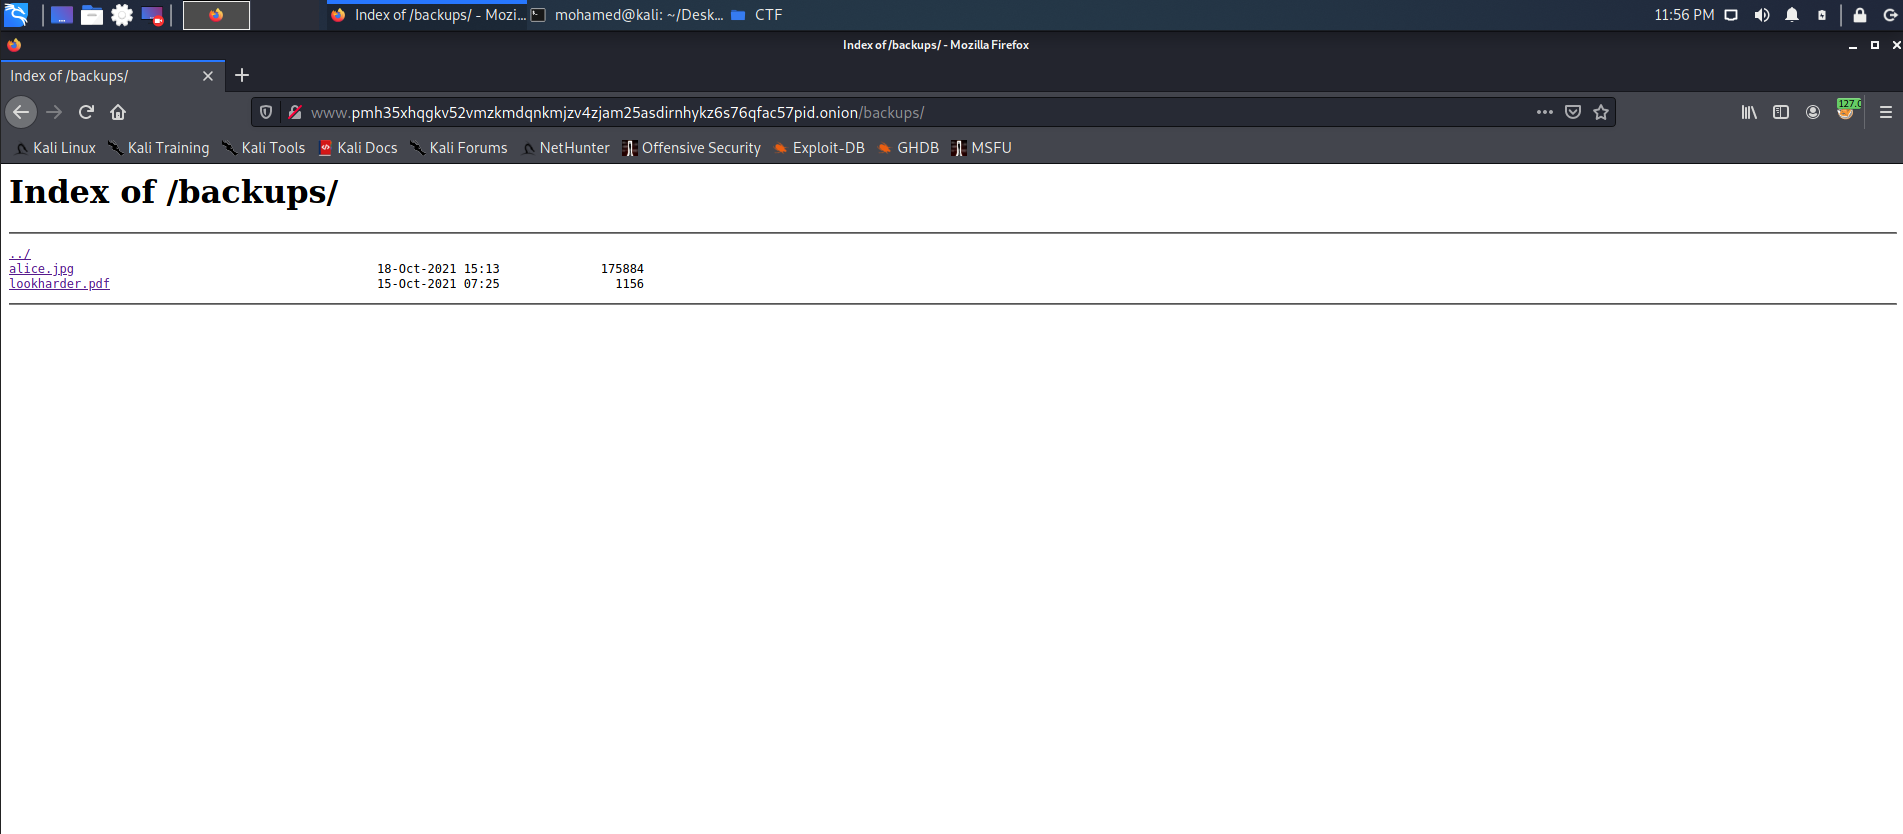 Index of /backups/ - Mozi... mohamed@kali: ~/Desk... CTF 11:56 PM
Index of /backups/ - Mozilla Firefox
Index of /backups/
www.pmh35xhqgkv52vmzkmdqnkmjzv4zjam25asdirnhykz6s76qfac57pid.onion/backups/
Kali Linux Kali Training Kali Tools Kali Docs Kali Forums NetHunter Offensive Security Exploit-DB GHDB MSFU
Index of /backups/
../
alice.jpg 18-Oct-2021 15:13 175884
lookharder.pdf 15-Oct-2021 07:25 1156